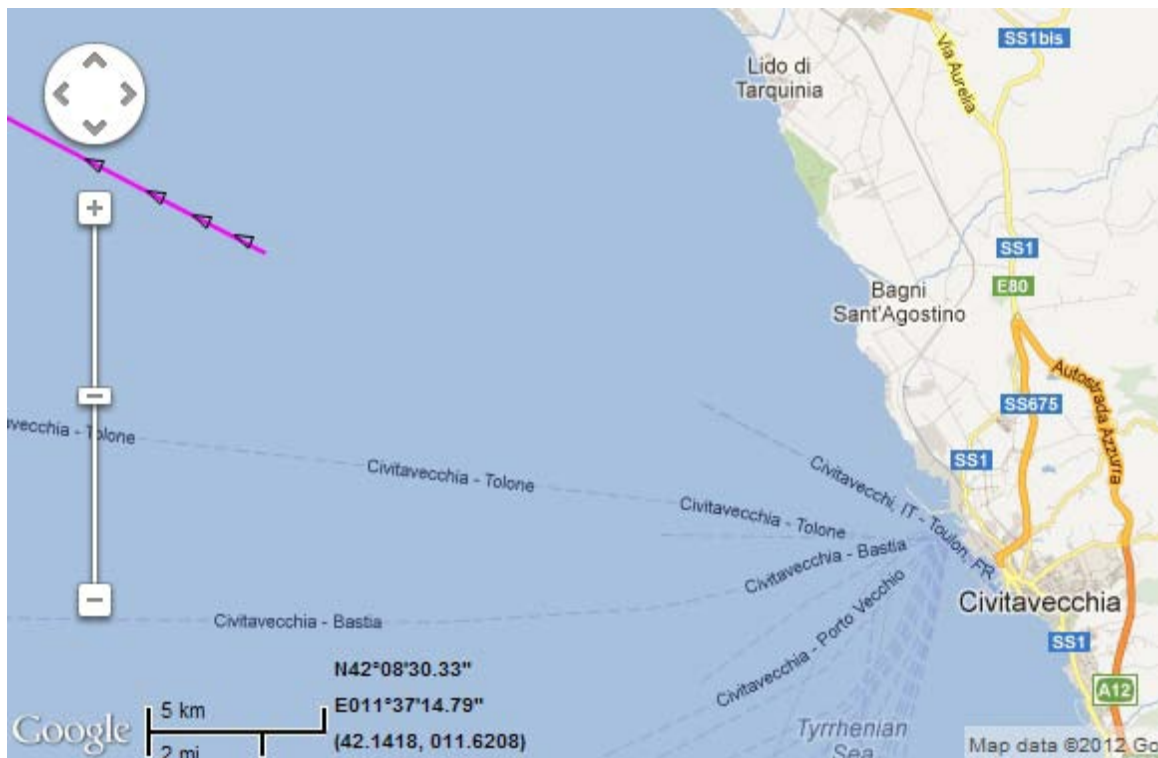 SS1bis
Via Aurelia
Lido di
Tarquinia
SS1
E80
Bagni
Sant'Agostino
Autostrada Azzurra
SS675
SS1
vecchia - Tolone
Civitavecchia - Tolone
Civitavecchia - Tolone
Civitavecchi, IT - Toulon, FR
Civitavecchia - Bastia
Civitavecchia - Porto Vecchio
Civitavecchia
Civitavecchia - Bastia
SS1
A12
N42°08'30.33"
E011°37'14.79"
(42.1418, 011.6208)
5 km
2 mi
Google
Tyrrhenian
Sea
Map data ©2012 Go